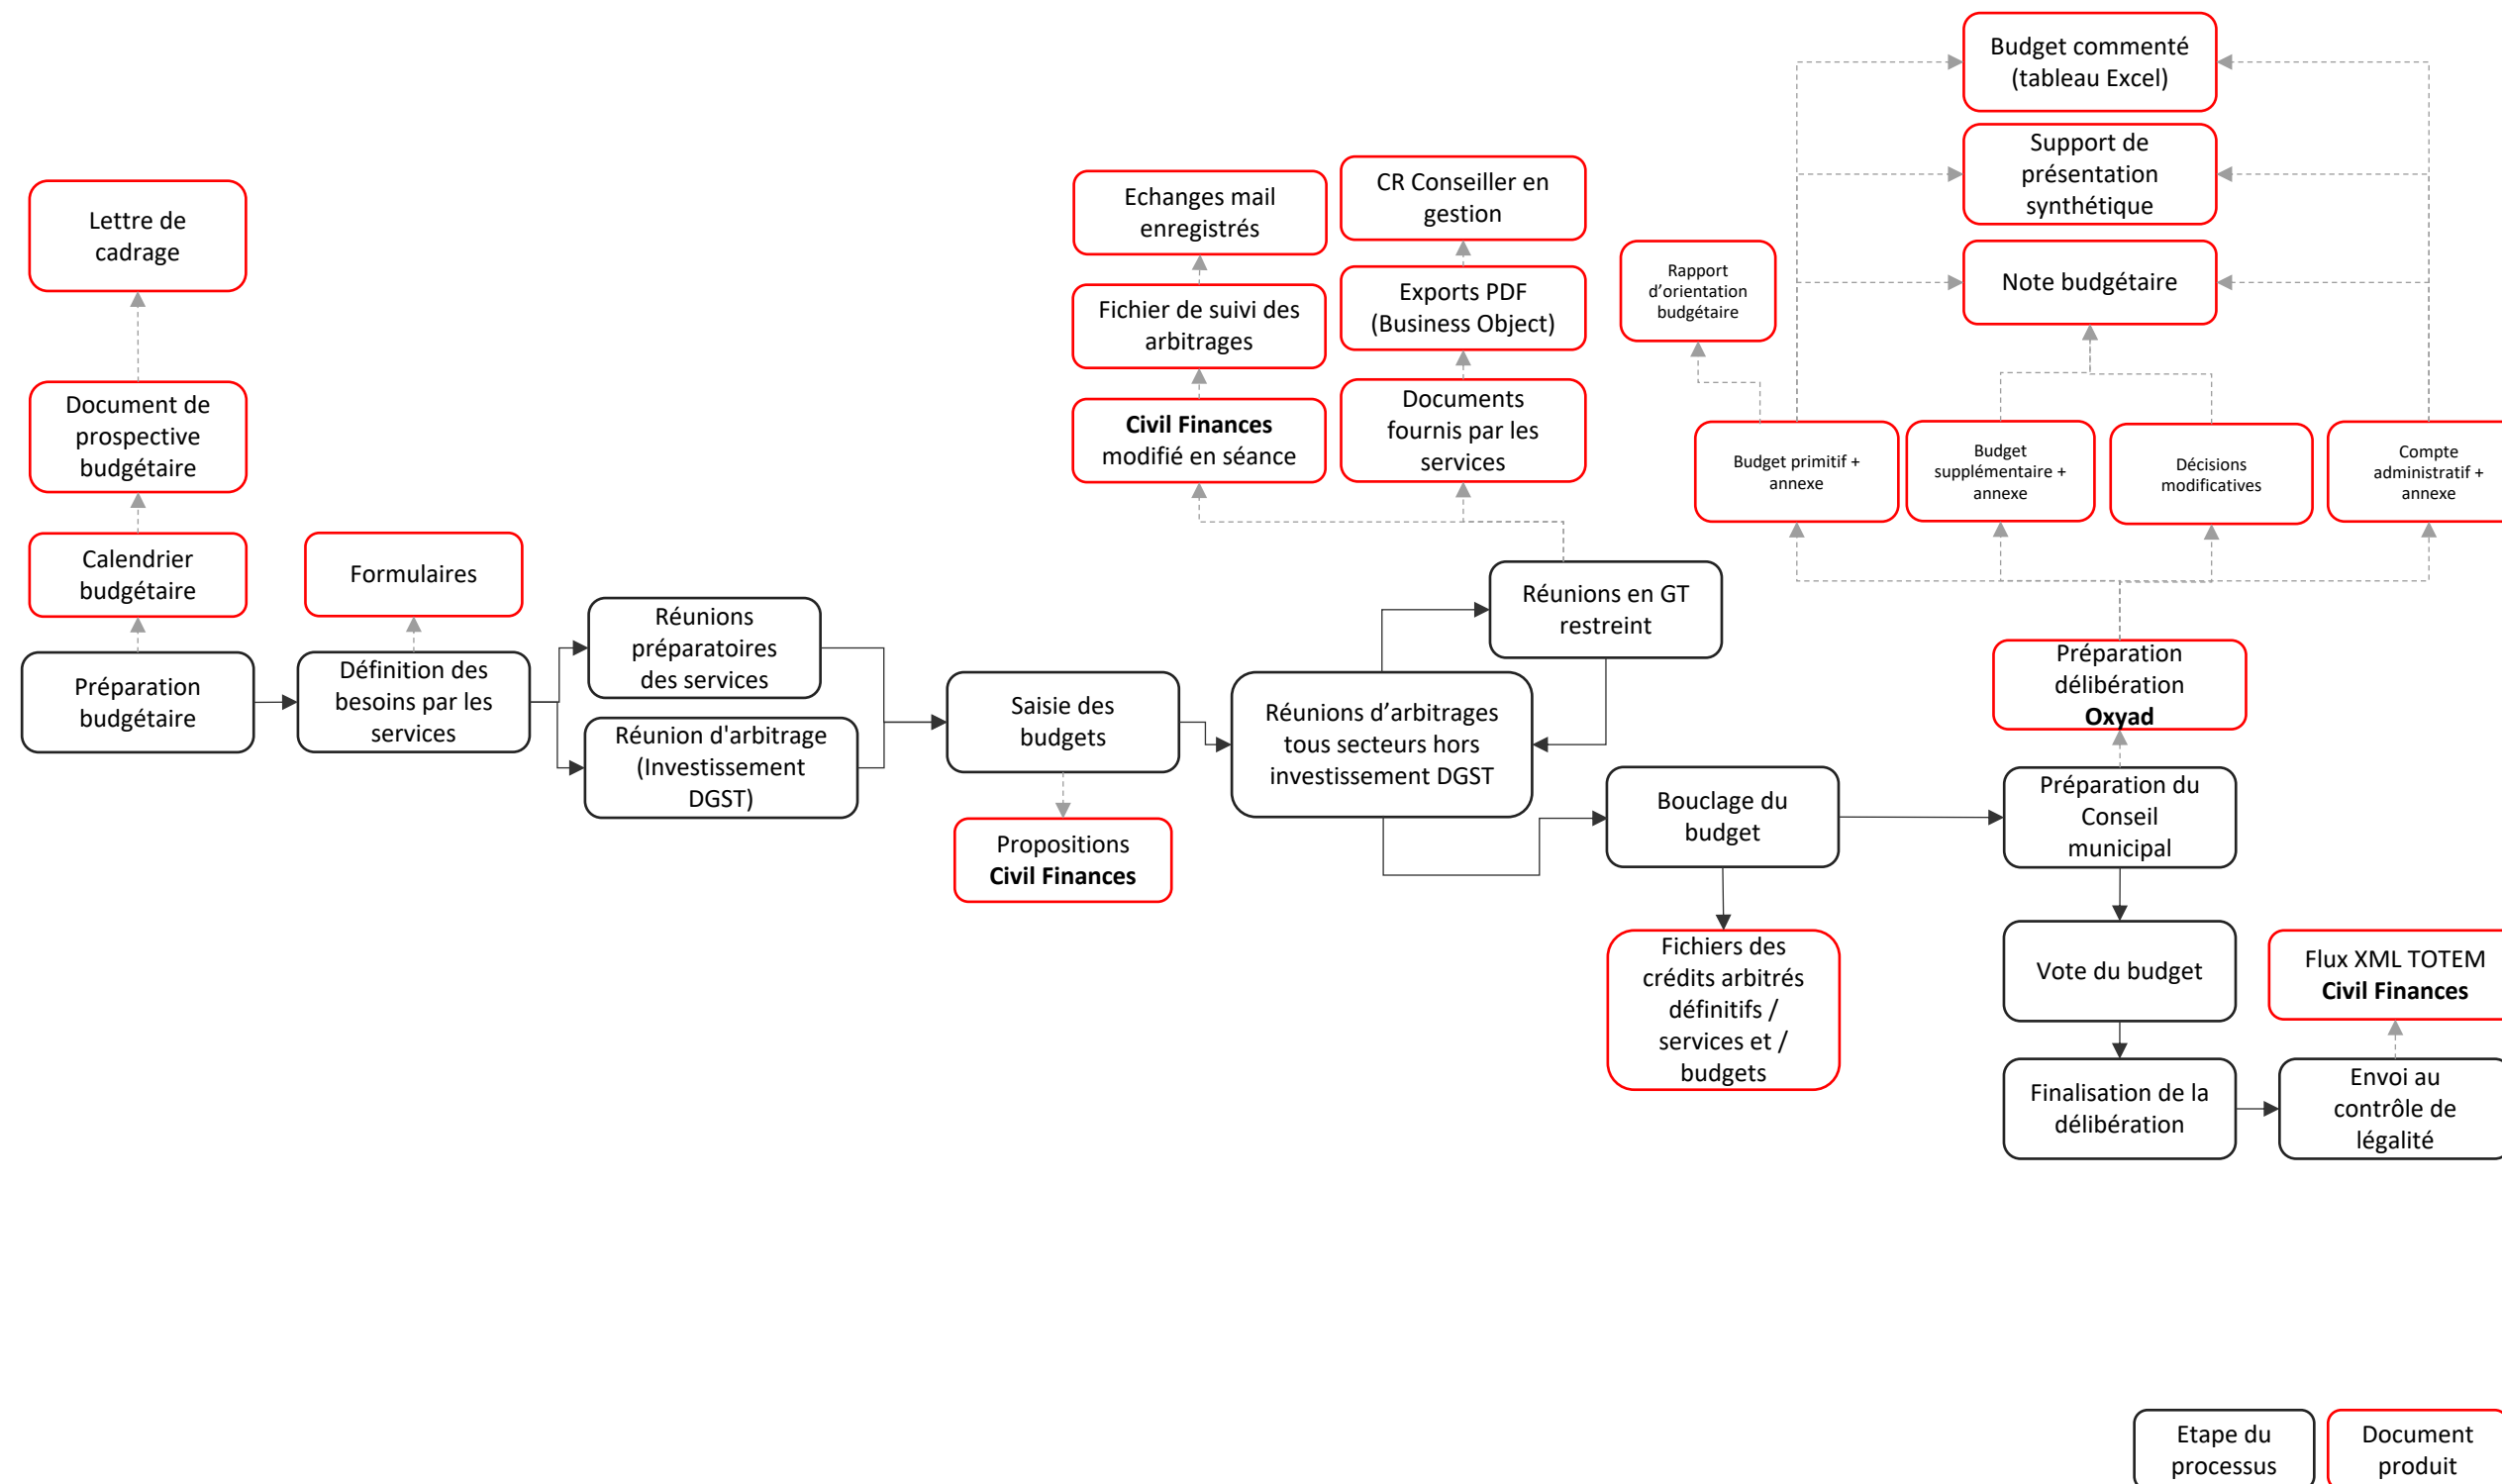 Budget commenté
(tableau Excel)
Support de
présentation
synthétique
Note budgétaire
Echanges mail
enregistrés
CR Conseiller en
gestion
Lettre de
cadrage
Rapport
d’orientation
budgétaire
Fichier de suivi des
arbitrages
Exports PDF
(Business Object)
Document de
prospective
budgétaire
Civil Finances
modifié en séance
Documents
fournis par les
services
Budget primitif +
annexe
Budget
supplémentaire +
annexe
Décisions
modificatives
Compte
administratif +
annexe
Calendrier
budgétaire
Formulaires
Préparation
budgétaire
Définition des
besoins par les
services
Réunions
préparatoires
des services
Réunion d'arbitrage
(Investissement
DGST)
Saisie des
budgets
Propositions
Civil Finances
Réunions d’arbitrages
tous secteurs hors
investissement DGST
Réunions en GT
restreint
Bouclage du
budget
Fichiers des
crédits arbitrés
définitifs /
services et /
budgets
Préparation
délibération
Oxyad
Préparation du
Conseil
municipal
Vote du budget
Flux XML TOTEM
Civil Finances
Finalisation de la
délibération
Envoi au
contrôle de
légalité
Etape du
processus
Document
produit